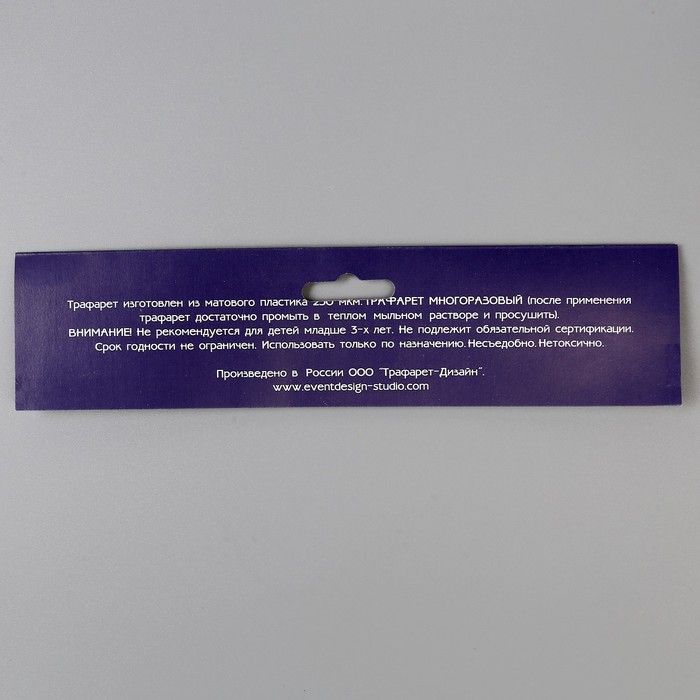 Трафарет изготовлен из матового пластика 250 мкм. ТРАФАРЕТ МНОГОРАЗОВЫЙ (после применения
трафарет достаточно промыть в теплом мыльном растворе и просушить).
ВНИМАНИЕ! Не рекомендуется для детей младше 3-х лет. Не подлежит обязательной сертификации.
Срок годности не ограничен. Использовать только по назначению. Несъедобно. Нетоксично.
Произведено в России ООО "Трафарет-Дизайн".
www.eventdesign-studio.com